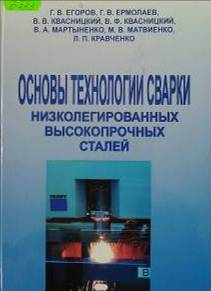 Г. В. ЕГОРОВ, Г. В. ЕРМОЛАЕВ,
В. В. КВАСНИЦКИЙ, В. Ф. КВАСНИЦКИЙ,
В. А. МАРТЫНЕНКО, М. В. МАТВИЕНКО,
Л. П. КРАВЧЕНКО
ОСНОВЫ ТЕХНОЛОГИИ СВАРКИ
НИЗКОЛЕГИРОВАННЫХ
ВЫСОКОПРОЧНЫХ
СТАЛЕЙ
В